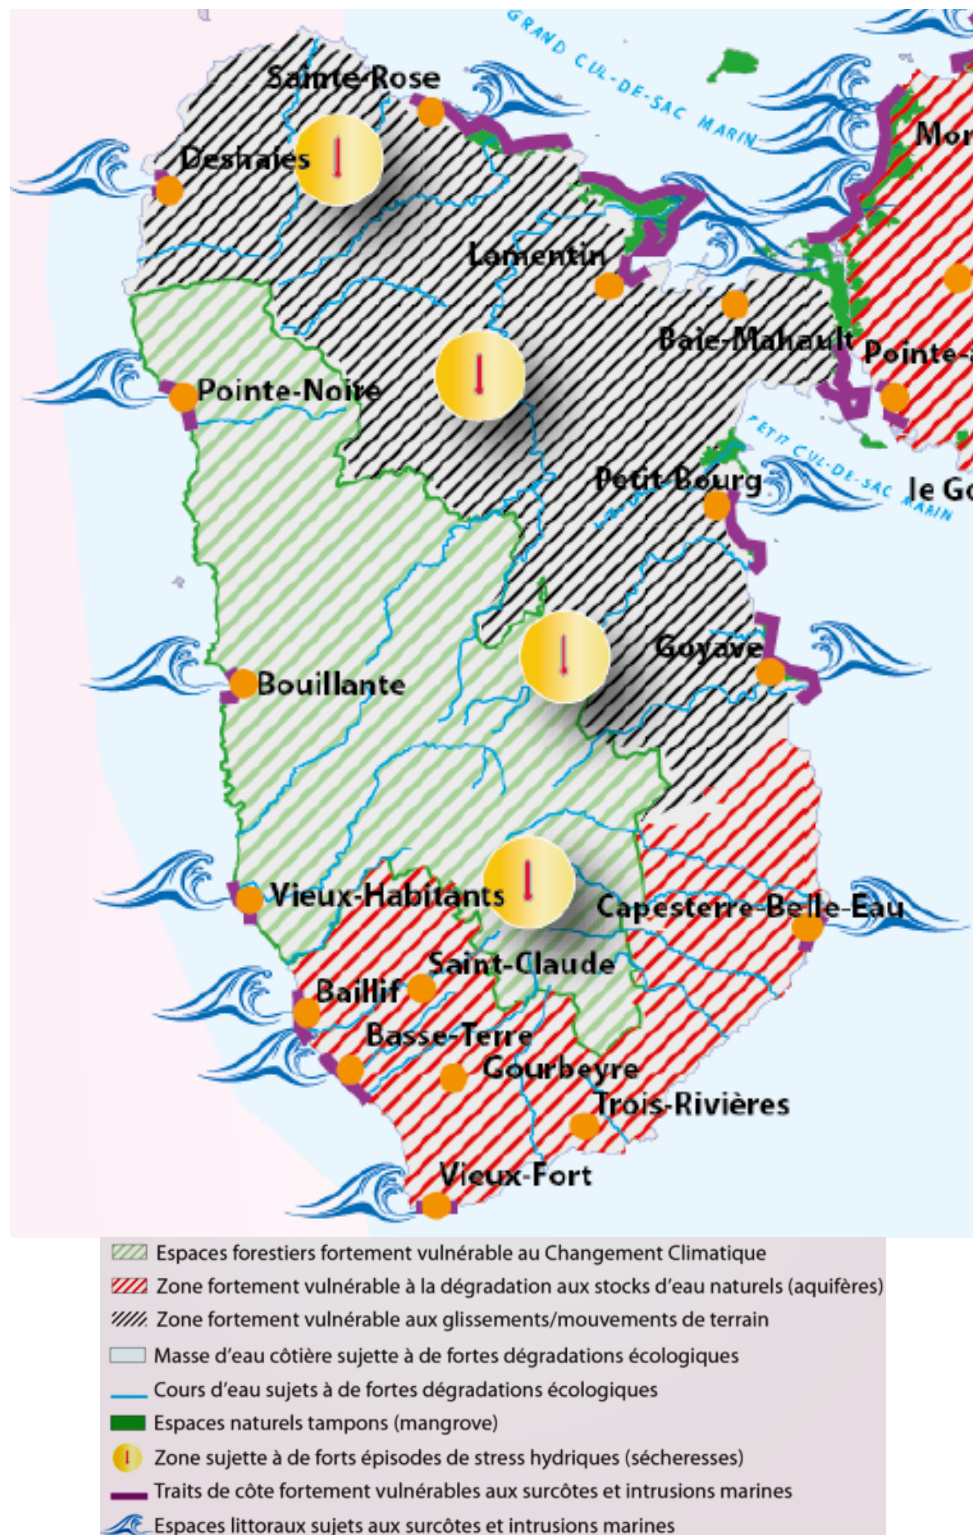 GRAND CUL-DE-SAC MARIN
Sainte-Rose
Deshaies
Mor
Lamentin
Baie-Mahault
Pointe-à
Pointe-Noire
PETIT CUL-DE-SAC MARIN
Petit-Bourg
le Go
Goyave
Bouillante
Vieux-Habitants
Capesterre-Belle-Eau
Saint-Claude
Baillif
Basse-Terre
Gourbeyre
Trois-Rivières
Vieux-Fort
Espaces forestiers fortement vulnérable au Changement Climatique
Zone fortement vulnérable à la dégradation aux stocks d'eau naturels (aquifères)
Zone fortement vulnérable aux glissements/mouvements de terrain
Masse d'eau côtière sujette à de fortes dégradations écologiques
Cours d'eau sujets à de fortes dégradations écologiques
Espaces naturels tampons (mangrove)
Zone sujette à de forts épisodes de stress hydriques (sécheresses)
Traits de côte fortement vulnérables aux surcôtes et intrusions marines
Espaces littoraux sujets aux surcôtes et intrusions marines